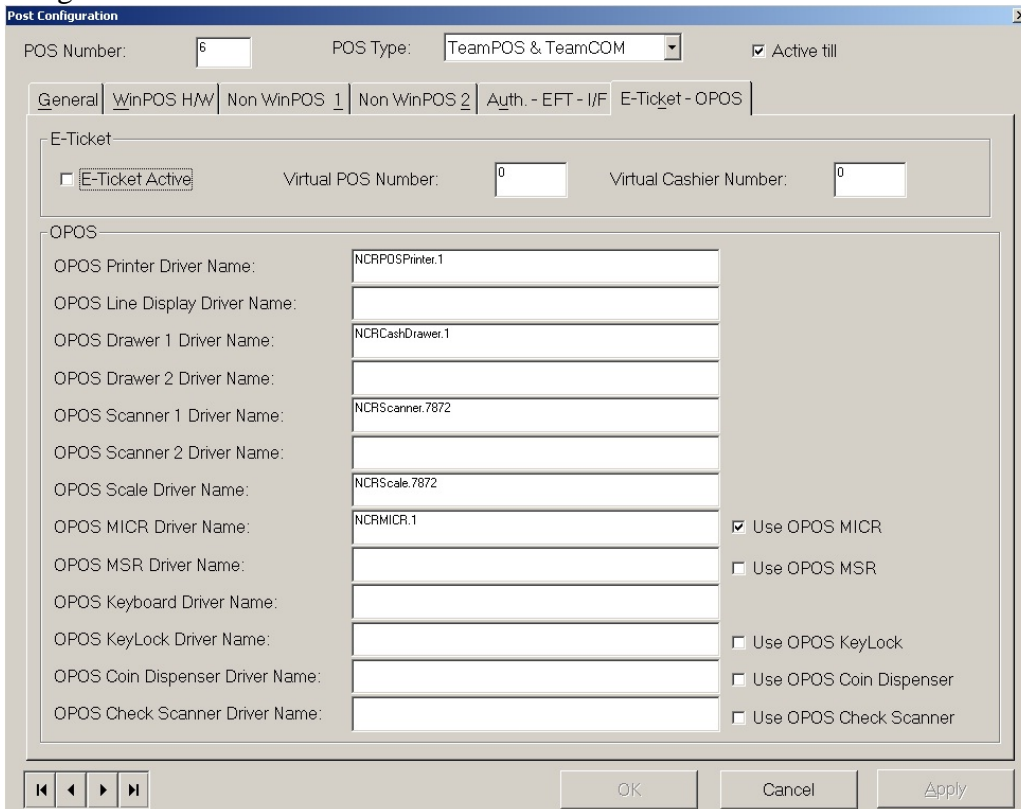 Post Configuration
POS Number: 6 POS Type: TeamPOS & TeamCOM Active till
General WinPOS H/W Non WinPOS 1 Non WinPOS 2 Auth. - EFT - I/F E-Ticket - OPOS
E-Ticket
E-Ticket Active Virtual POS Number: 0 Virtual Cashier Number: 0
OPOS
OPOS Printer Driver Name: NCRPOSPrinter.1
OPOS Line Display Driver Name:
OPOS Drawer 1 Driver Name: NCRCashDrawer.1
OPOS Drawer 2 Driver Name:
OPOS Scanner 1 Driver Name: NCRScanner.7872
OPOS Scanner 2 Driver Name:
OPOS Scale Driver Name: NCRScale.7872
OPOS MICR Driver Name: NCRMICR.1 Use OPOS MICR
OPOS MSR Driver Name: Use OPOS MSR
OPOS Keyboard Driver Name:
OPOS KeyLock Driver Name: Use OPOS KeyLock
OPOS Coin Dispenser Driver Name: Use OPOS Coin Dispenser
OPOS Check Scanner Driver Name: Use OPOS Check Scanner
OK Cancel Apply